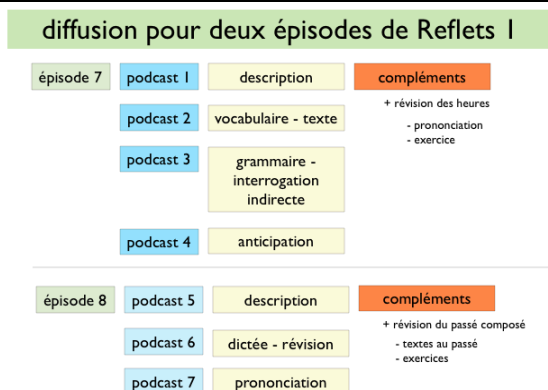 diffusion pour deux épisodes de Reflets 1
épisode 7
podcast 1
description
compléments
+ révision des heures
- prononciation
- exercice
podcast 2
vocabulaire - texte
podcast 3
grammaire -
interrogation
indirecte
podcast 4
anticipation
épisode 8
podcast 5
description
compléments
+ révision du passé composé
- textes au passé
- exercices
podcast 6
dictée - révision
podcast 7
prononciation